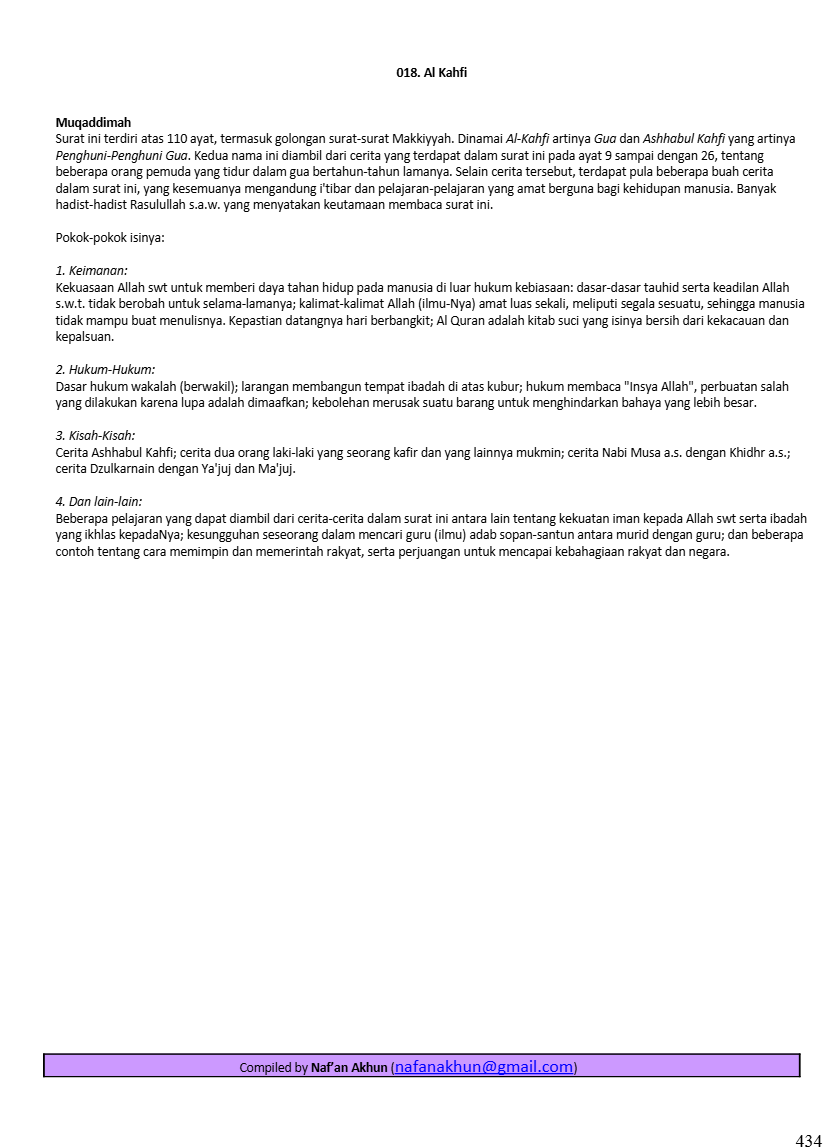 018. Al Kahfi
Muqaddimah
Surat ini terdiri atas 110 ayat, termasuk golongan surat-surat Makkiyyah. Dinamai Al-Kahfi artinya Gua dan Ashhabul Kahfi yang artinya
Penghuni-Penghuni Gua. Kedua nama ini diambil dari cerita yang terdapat dalam surat ini pada ayat 9 sampai dengan 26, tentang
beberapa orang pemuda yang tidur dalam gua bertahun-tahun lamanya. Selain cerita tersebut, terdapat pula beberapa buah cerita
dalam surat ini, yang kesemuanya mengandung i'tibar dan pelajaran-pelajaran yang amat berguna bagi kehidupan manusia. Banyak
hadist-hadist Rasulullah s.a.w. yang menyatakan keutamaan membaca surat ini.
Pokok-pokok isinya:
1. Keimanan:
Kekuasaan Allah swt untuk memberi daya tahan hidup pada manusia di luar hukum kebiasaan: dasar-dasar tauhid serta keadilan Allah
s.w.t. tidak berobah untuk selama-lamanya; kalimat-kalimat Allah (ilmu-Nya) amat luas sekali, meliputi segala sesuatu, sehingga manusia
tidak mampu buat menulisnya. Kepastian datangnya hari berbangkit; Al Quran adalah kitab suci yang isinya bersih dari kekacauan dan
kepalsuan.
2. Hukum-Hukum:
Dasar hukum wakalah (berwakil); larangan membangun tempat ibadah di atas kubur; hukum membaca "Insya Allah", perbuatan salah
yang dilakukan karena lupa adalah dimaafkan; kebolehan merusak suatu barang untuk menghindarkan bahaya yang lebih besar.
3. Kisah-Kisah:
Cerita Ashhabul Kahfi; cerita dua orang laki-laki yang seorang kafir dan yang lainnya mukmin; cerita Nabi Musa a.s. dengan Khidhr a.s.;
cerita Dzulkarnain dengan Ya'juj dan Ma'juj.
4. Dan lain-lain:
Beberapa pelajaran yang dapat diambil dari cerita-cerita dalam surat ini antara lain tentang kekuatan iman kepada Allah swt serta ibadah
yang ikhlas kepadaNya; kesungguhan seseorang dalam mencari guru (ilmu) adab sopan-santun antara murid dengan guru; dan beberapa
contoh tentang cara memimpin dan memerintah rakyat, serta perjuangan untuk mencapai kebahagiaan rakyat dan negara.
Compiled by Naf’an Akhun (nafanakhun@gmail.com)
434